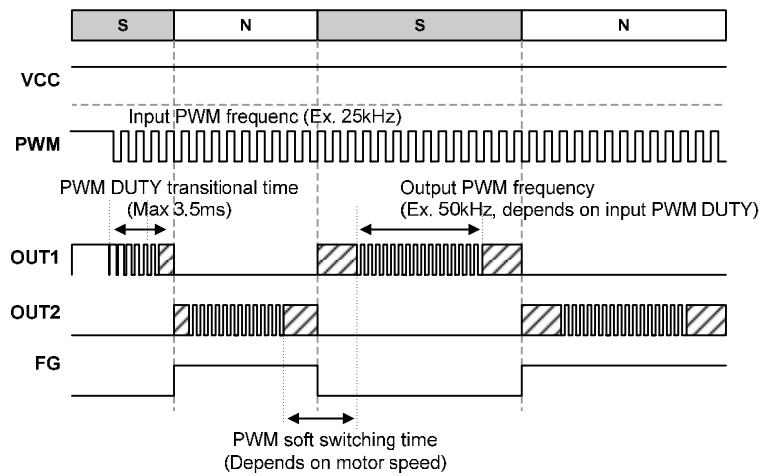 S N S N
VCC
Input PWM frequenc (Ex. 25kHz)
PWM
PWM DUTY transitional time
(Max 3.5ms)
Output PWM frequency
(Ex. 50kHz, depends on input PWM DUTY)
OUT1
OUT2
FG
PWM soft switching time
(Depends on motor speed)